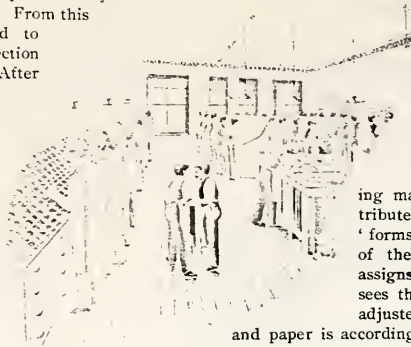 From this
d to
ection
After
ing ma
tribute
‘ forms
of the
assigns
sees th
adjuste
and paper is according